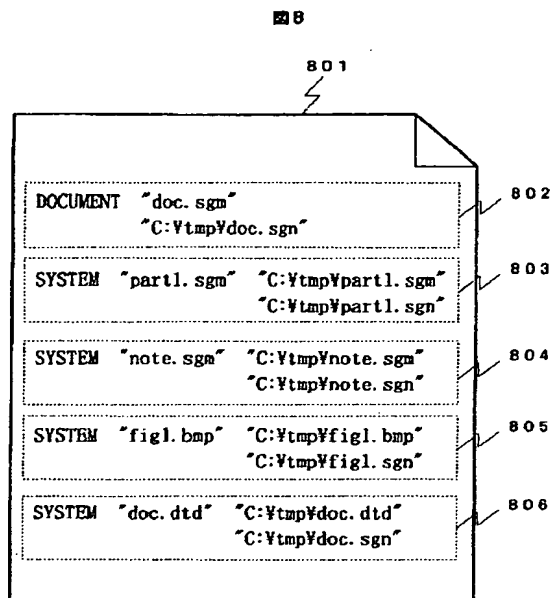 図8
801
DOCUMENT "doc. sgm"
"C:¥tmp¥doc. sgn"
802
SYSTEM "part1. sgm" "C:¥tmp¥part1. sgm"
"C:¥tmp¥part1. sgn"
803
SYSTEM "note. sgm" "C:¥tmp¥note. sgm"
"C:¥tmp¥note. sgn"
804
SYSTEM "fig1. bmp" "C:¥tmp¥fig1. bmp"
"C:¥tmp¥fig1. sgn"
805
SYSTEM "doc. dtd" "C:¥tmp¥doc. dtd"
"C:¥tmp¥doc. sgn"
806